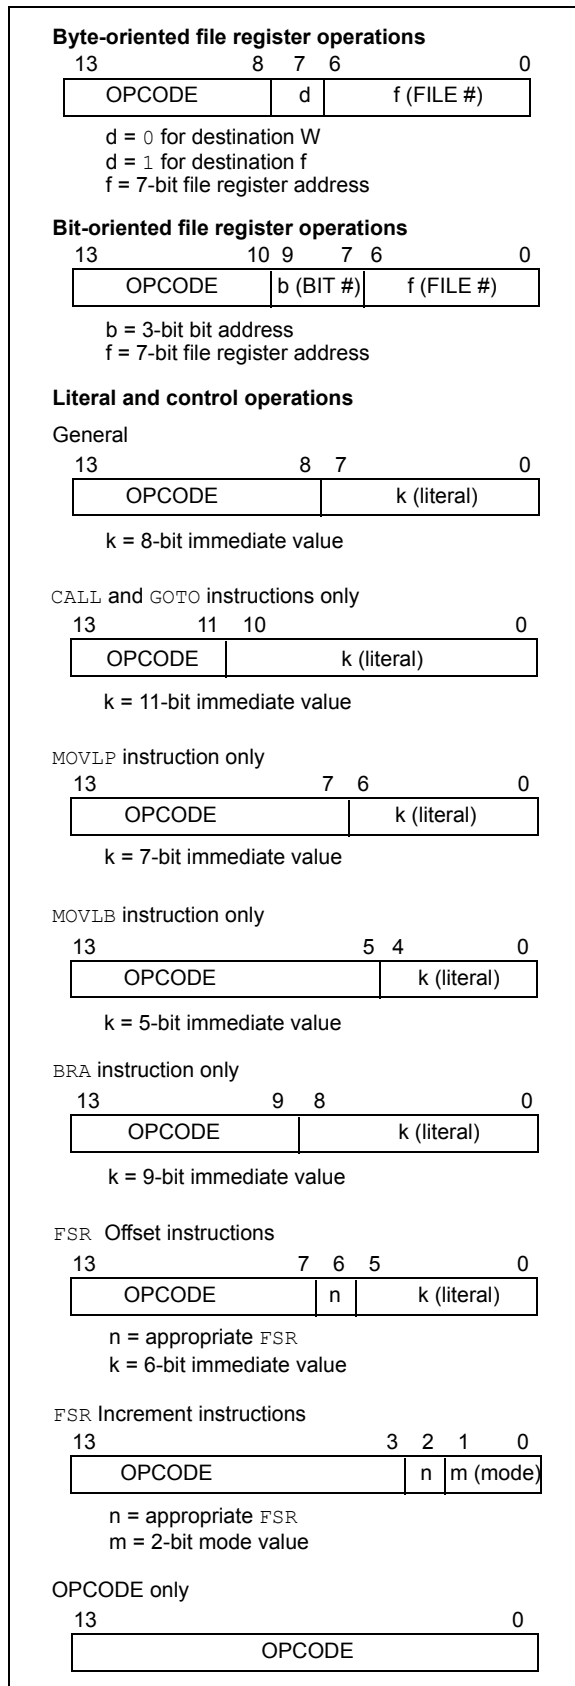 Byte-oriented file register operations
13 8 7 6 0
OPCODE d f (FILE #)
d = 0 for destination W
d = 1 for destination f
f = 7-bit file register address
Bit-oriented file register operations
13 10 9 7 6 0
OPCODE b (BIT #) f (FILE #)
b = 3-bit bit address
f = 7-bit file register address
Literal and control operations
General
13 8 7 0
OPCODE k (literal)
k = 8-bit immediate value
CALL and GOTO instructions only
13 11 10 0
OPCODE k (literal)
k = 11-bit immediate value
MOVLP instruction only
13 7 6 0
OPCODE k (literal)
k = 7-bit immediate value
MOVLB instruction only
13 5 4 0
OPCODE k (literal)
k = 5-bit immediate value
BRA instruction only
13 9 8 0
OPCODE k (literal)
k = 9-bit immediate value
FSR Offset instructions
13 7 6 5 0
OPCODE n k (literal)
n = appropriate FSR
k = 6-bit immediate value
FSR Increment instructions
13 3 2 1 0
OPCODE n m (mode)
n = appropriate FSR
m = 2-bit mode value
OPCODE only
13 0
OPCODE